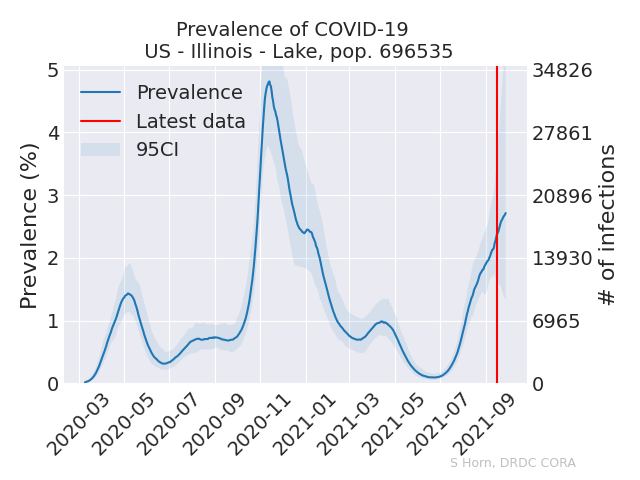 Prevalence of COVID-19
US - Illinois - Lake, pop. 696535
Prevalence
Latest data
95CI
Prevalence (%)
5
4
3
2
1
0
34826
27861
20896
13930
6965
0
# of infections
2020-03
2020-05
2020-07
2020-09
2020-11
2021-01
2021-03
2021-05
2021-07
2021-09
S Horn, DRDC CORA